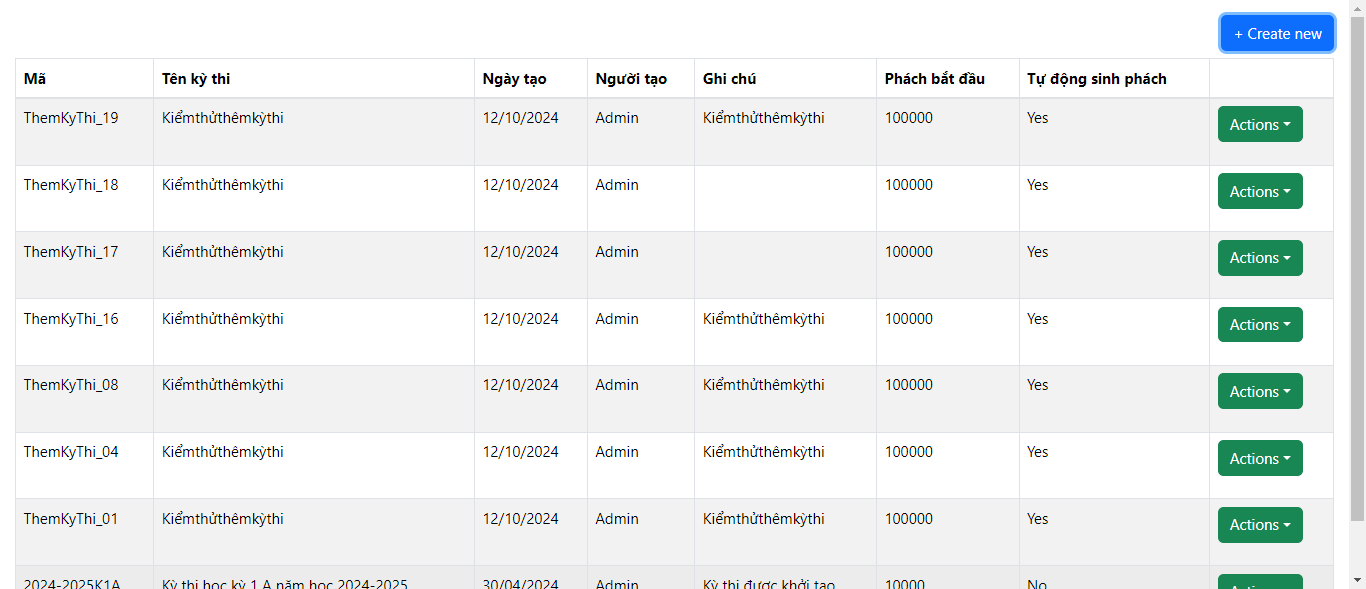 + Create new
Mã Tên kỳ thi Ngày tạo Người tạo Ghi chú Phách bắt đầu Tự động sinh phách
ThemKyThi_19 Kiểmthửthêmkỳthi 12/10/2024 Admin Kiểmthửthêmkỳthi 100000 Yes Actions
ThemKyThi_18 Kiểmthửthêmkỳthi 12/10/2024 Admin 100000 Yes Actions
ThemKyThi_17 Kiểmthửthêmkỳthi 12/10/2024 Admin 100000 Yes Actions
ThemKyThi_16 Kiểmthửthêmkỳthi 12/10/2024 Admin Kiểmthửthêmkỳthi 100000 Yes Actions
ThemKyThi_08 Kiểmthửthêmkỳthi 12/10/2024 Admin Kiểmthửthêmkỳthi 100000 Yes Actions
ThemKyThi_04 Kiểmthửthêmkỳthi 12/10/2024 Admin Kiểmthửthêmkỳthi 100000 Yes Actions
ThemKyThi_01 Kiểmthửthêmkỳthi 12/10/2024 Admin Kiểmthửthêmkỳthi 100000 Yes Actions
2024-2025K1A Kỳ thi học kỳ 1 A năm học 2024-2025 30/04/2024 Admin Kỳ thi được khởi tạo 10000 No